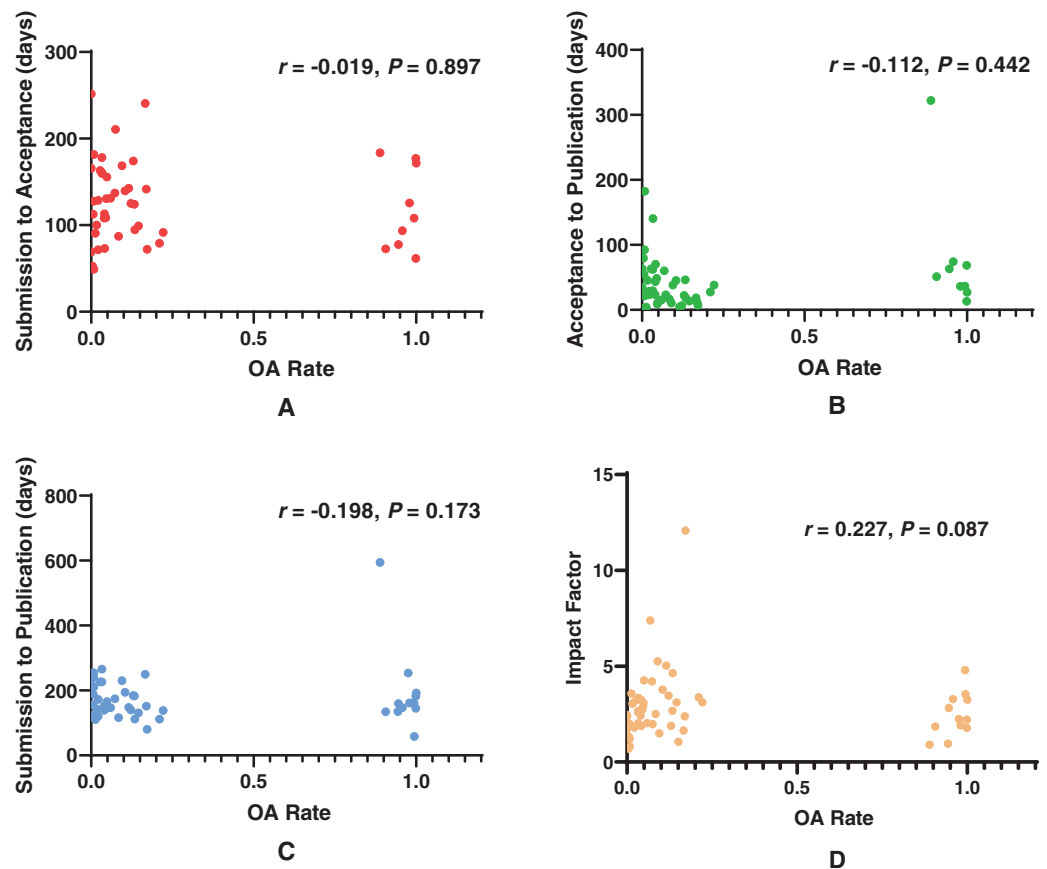 Submission to Acceptance (days)
300
200
100
0
r = -0.019, P = 0.897
0.0
0.5
1.0
OA Rate
A
Acceptance to Publication (days)
400
300
200
100
0
r = -0.112, P = 0.442
0.0
0.5
1.0
OA Rate
B
Submission to Publication (days)
800
600
400
200
0
r = -0.198, P = 0.173
0.0
0.5
1.0
OA Rate
C
Impact Factor
15
10
5
0
r = 0.227, P = 0.087
0.0
0.5
1.0
OA Rate
D